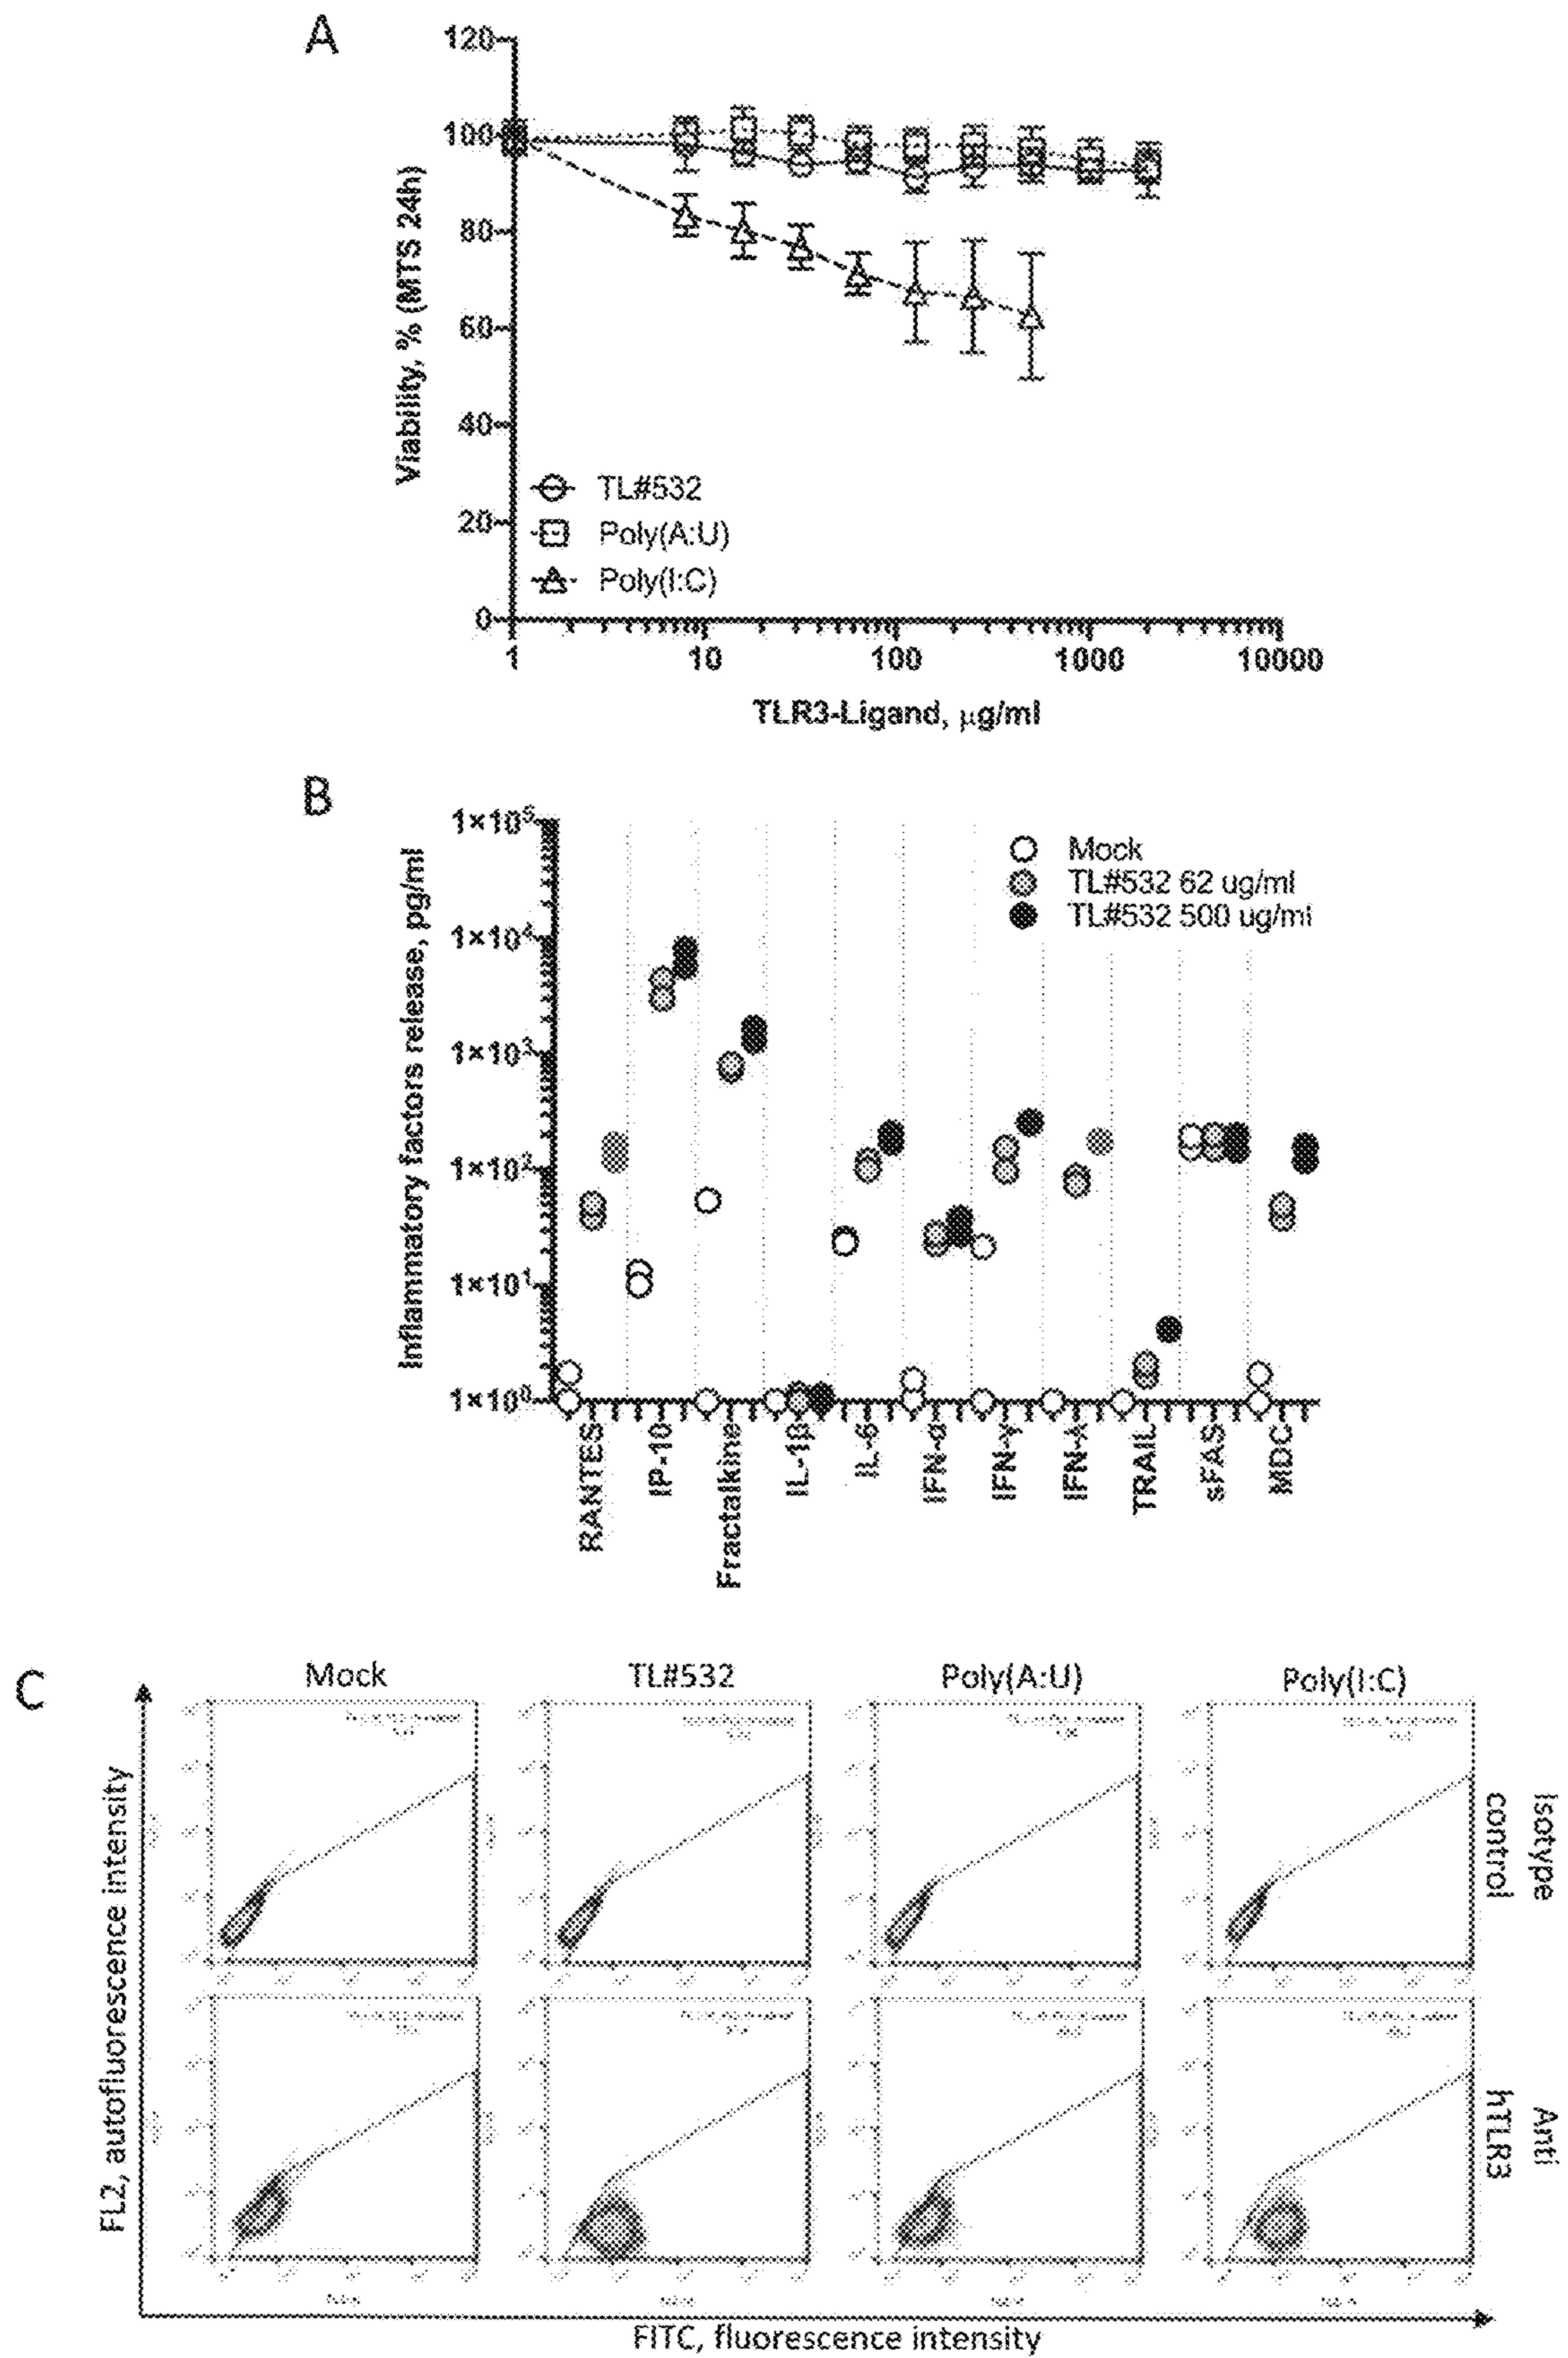 A
120
100
80
60
40
20
0
Viability, % (MTS 24h)
TL#532
Poly(A:U)
Poly(I:C)
1 10 100 1000 10000
TLR3-Ligand, μg/ml
B
1×10⁵
1×10⁴
1×10³
1×10²
1×10¹
1×10⁰
Inflammatory factors release, pg/ml
Mock
TL#532 62 ug/ml
TL#532 500 ug/ml
RANTES
IP-10
Fractalkine
IL-1β
IL-6
IFN-α
IFN-γ
IFN-λ
TRAIL
sFAS
MDC
C
Mock TL#532 Poly(A:U) Poly(I:C)
FL2, autofluorescence intensity
Isotype
control
Anti
hTLR3
FITC, fluorescence intensity